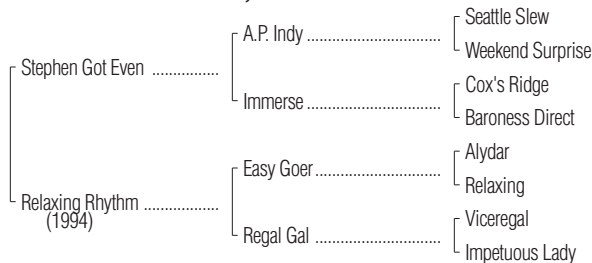 Seattle Slew
A.P. Indy ..................................
Weekend Surprise
Stephen Got Even ................
Cox's Ridge
Immerse ..................................
Baroness Direct
Alydar
Easy Goer ................................
Relaxing
Relaxing Rhythm ..................
(1994)
Viceregal
Regal Gal ................................
Impetuous Lady